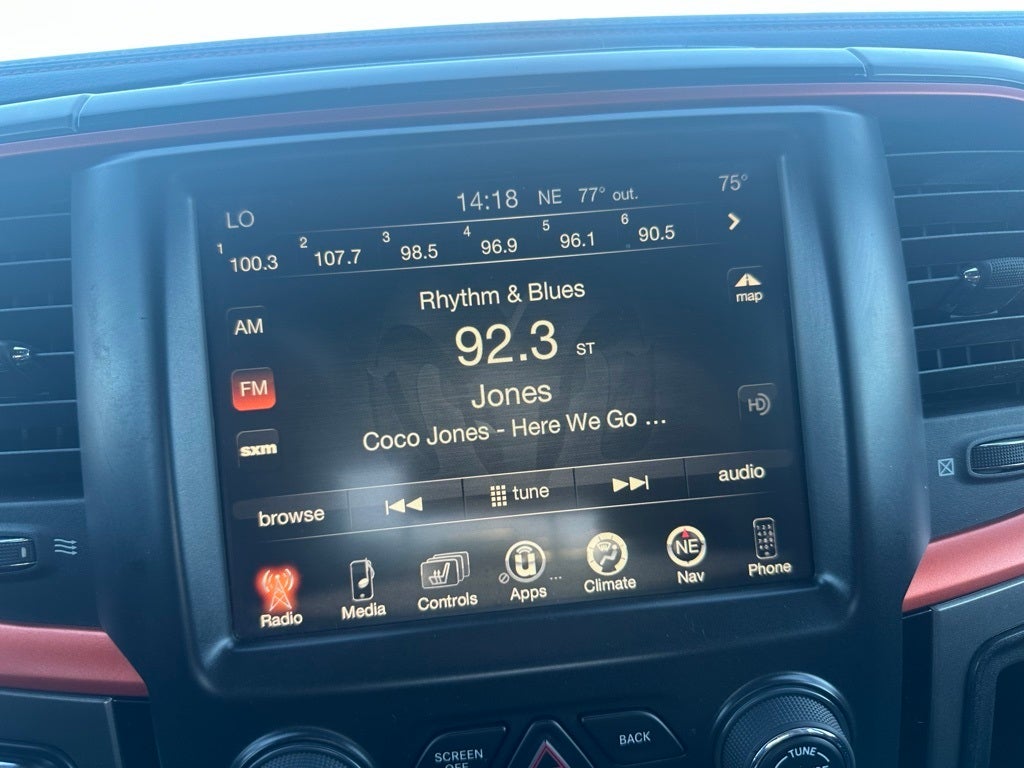 14:18 NE 77° out.
LO 75°
1 100.3 2 107.7 3 98.5 4 96.9 5 96.1 6 90.5
Rhythm & Blues
map
AM
92.3 ST
FM
Jones
HD
Coco Jones - Here We Go ...
sxm
browse tune audio
Radio Media Controls Apps ... Climate NE Nav Phone
SCREEN
OFF
BACK
TUNE